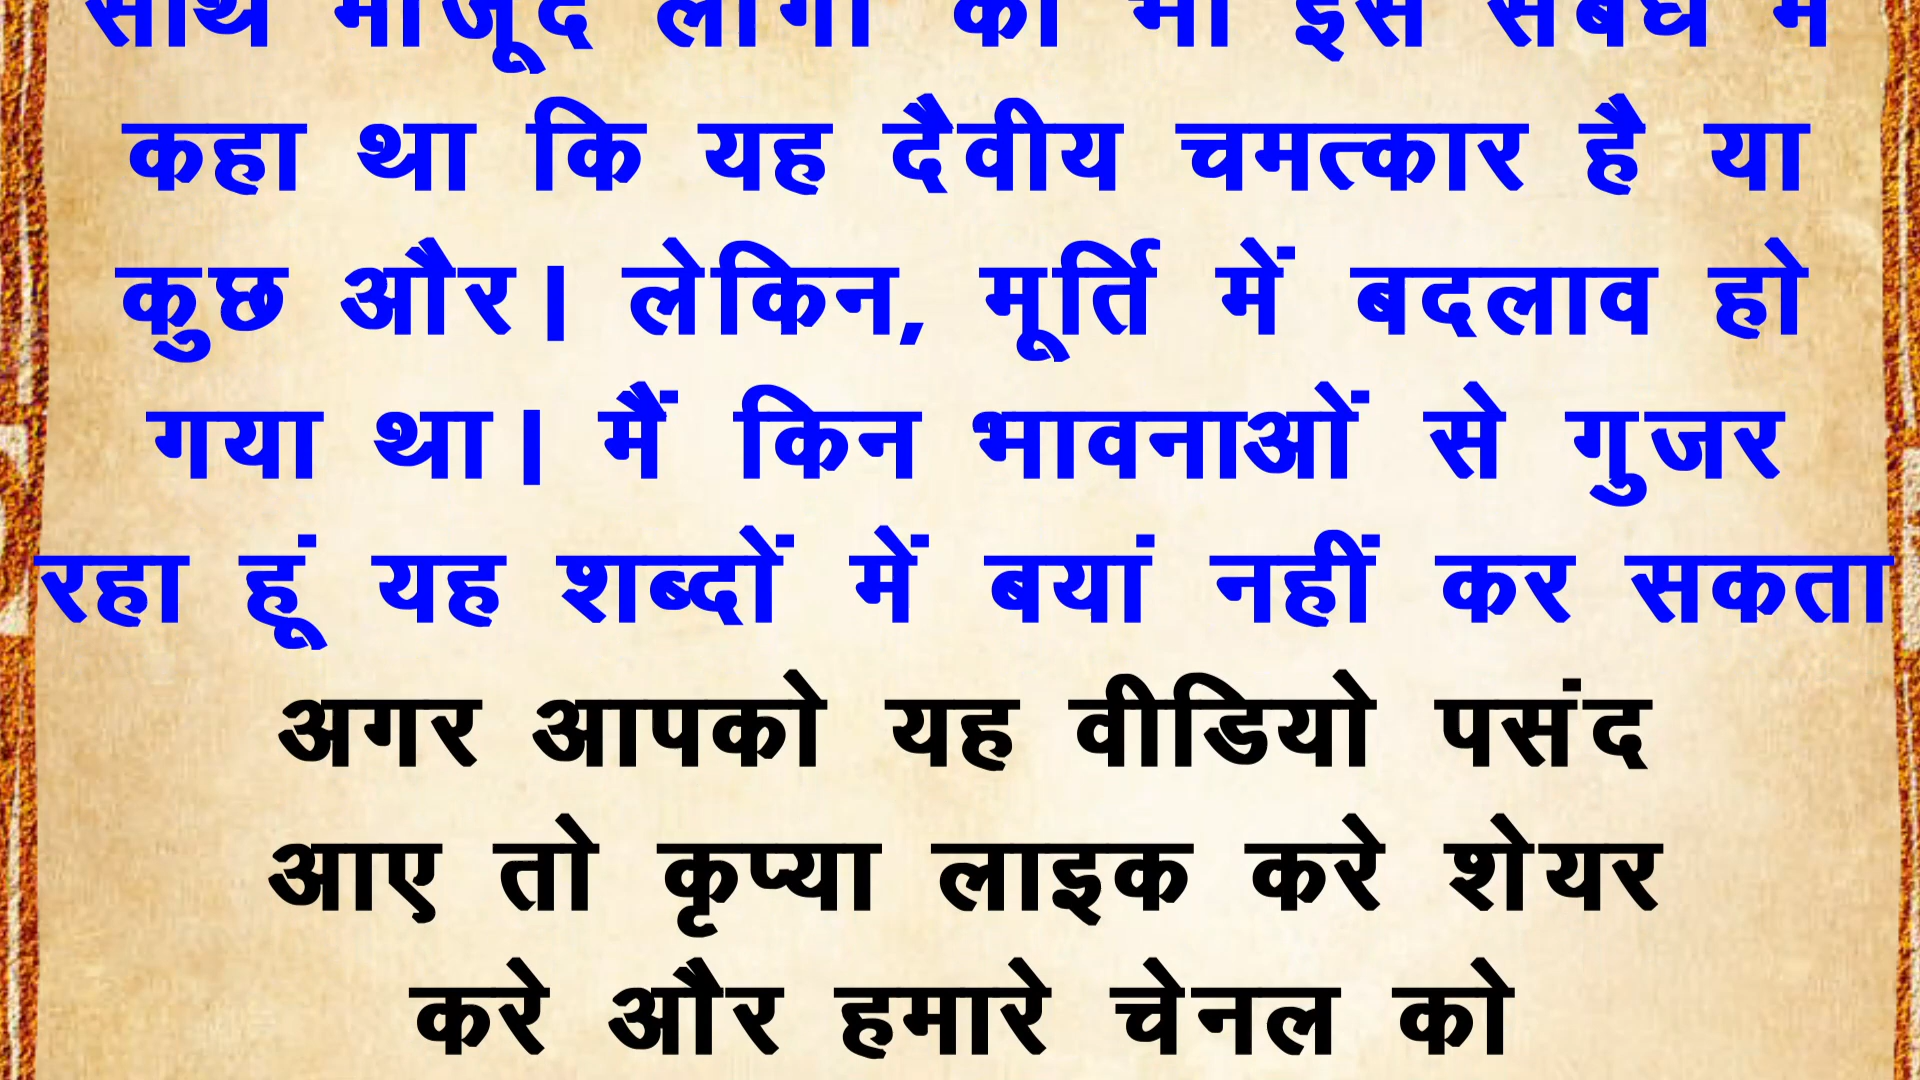 साथ मौजूद लोगों को भी इस संबंध में
कहा था कि यह दैवीय चमत्कार है या
कुछ और। लेकिन, मूर्ति में बदलाव हो
गया था। मैं किन भावनाओं से गुजर
रहा हूं यह शब्दों में बयां नहीं कर सकता
अगर आपको यह वीडियो पसंद
आए तो कृप्या लाइक करे शेयर
करे और हमारे चेनल को